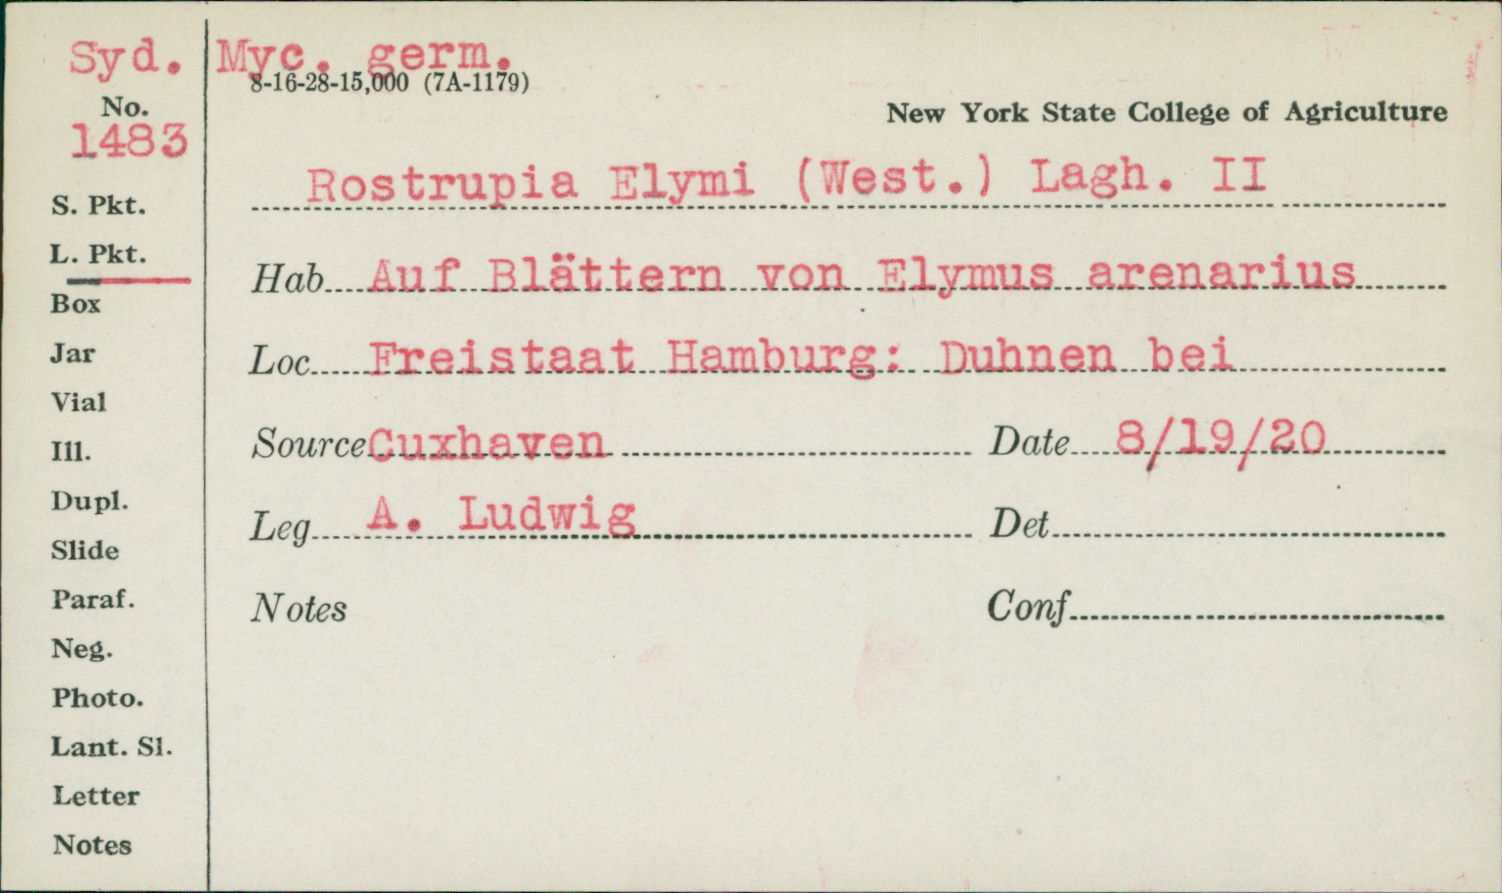 Syd. Myc. germ.
8-16-28-15,000 (7A-1179)
No.
1483
New York State College of Agriculture
Rostrupia Elymi (West.) Lagh. II
S. Pkt.
L. Pkt.
Hab Auf Blättern von Elymus arenarius
Box
Jar
Loc Freistaat Hamburg: Duhnen bei
Vial
Ill.
Source Cuxhaven Date 8/19/20
Dupl.
Leg A. Ludwig Det
Slide
Paraf.
Notes Conf
Neg.
Photo.
Lant. Sl.
Letter
Notes